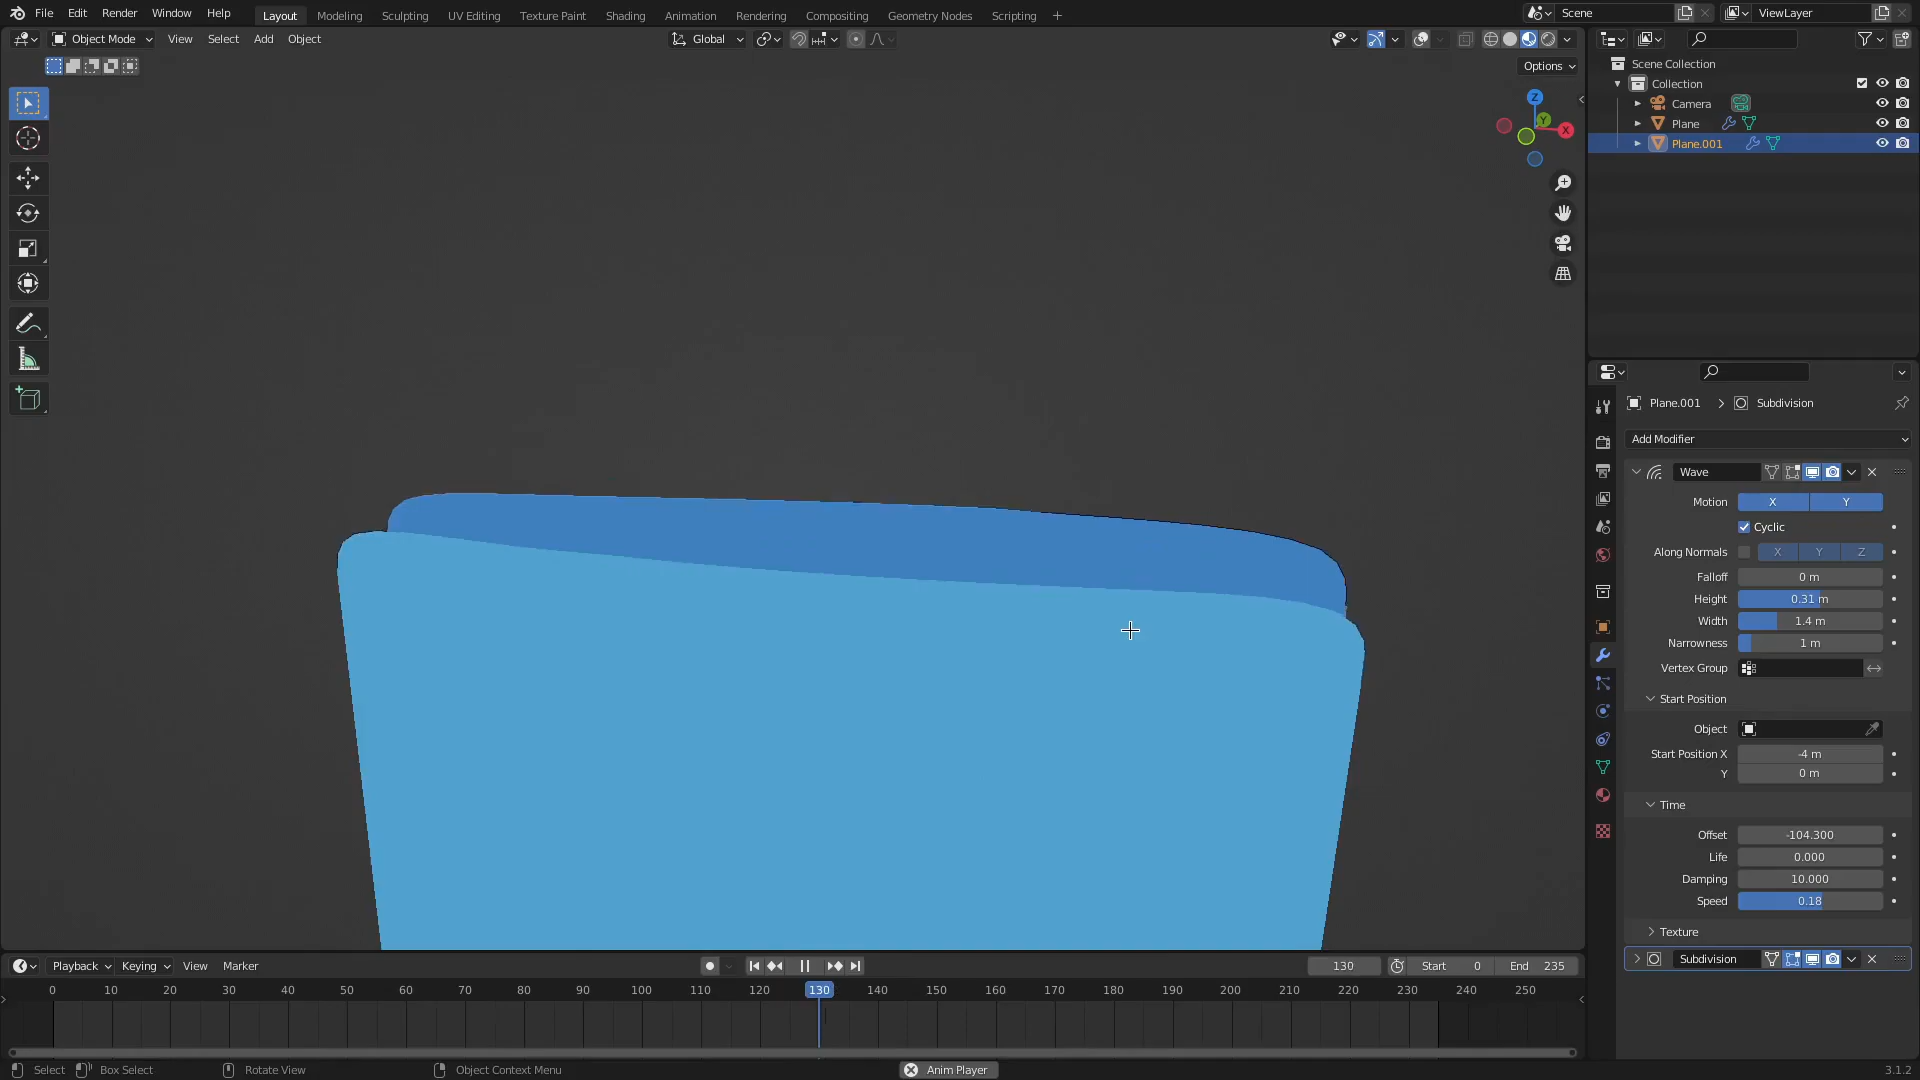 File Edit Render Window Help
Layout Modeling Sculpting UV Editing Texture Paint Shading Animation Rendering Compositing Geometry Nodes Scripting +
Scene
ViewLayer
Object Mode View Select Add Object
Global
Options
Z
Y
X
Scene Collection
Collection
Camera
Plane
Plane.001
Plane.001 > Subdivision
Add Modifier
Wave
Motion X Y
Cyclic
Along Normals X Y Z
Falloff 0 m
Height 0.31 m
Width 1.4 m
Narrowness 1 m
Vertex Group
Start Position
Object
Start Position X -4 m
Y 0 m
Time
Offset -104.300
Life 0.000
Damping 10.000
Speed 0.18
Texture
Subdivision
Playback Keying View Marker
130
Start 0
End 235
0 10 20 30 40 50 60 70 80 90 100 110 120 130 140 150 160 170 180 190 200 210 220 230 240 250
Select Box Select Rotate View Object Context Menu
Anim Player
3.1.2